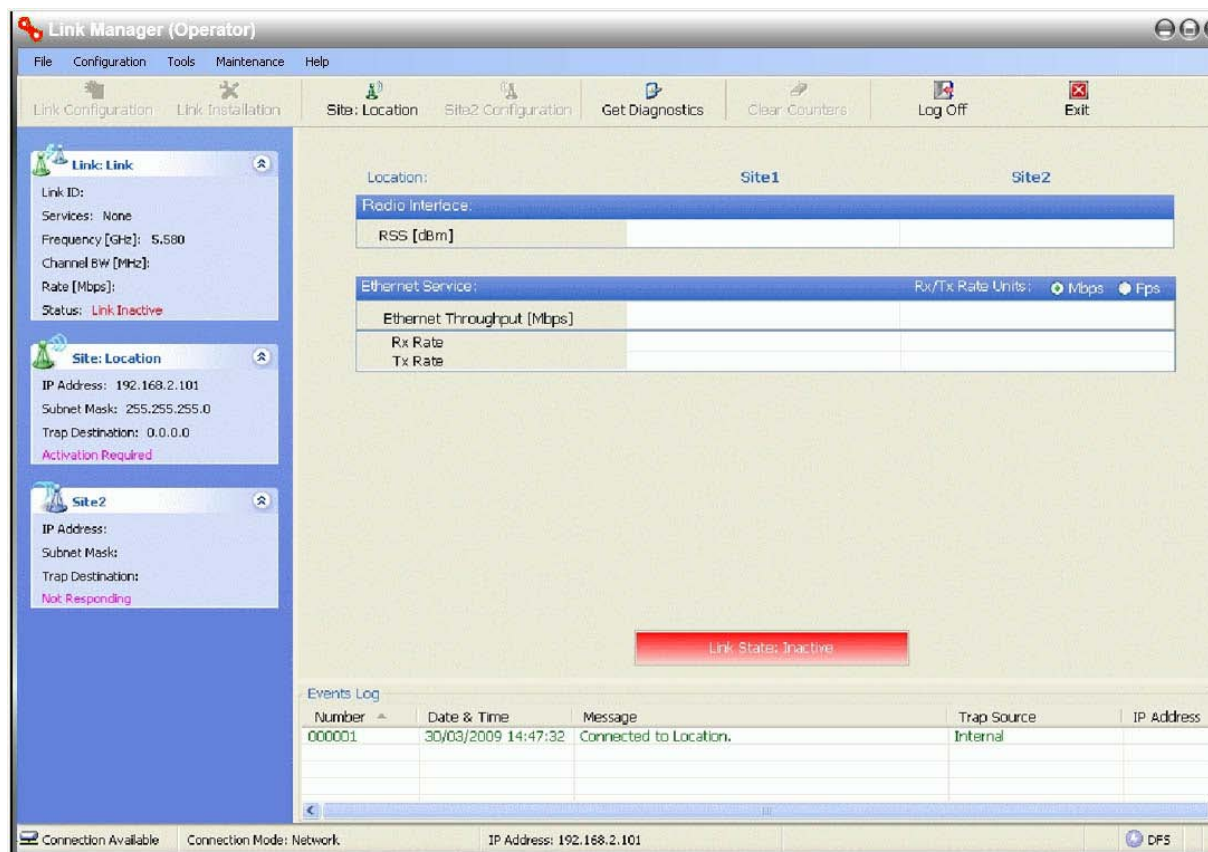 Link Manager (Operator)
File Configuration Tools Maintenance Help
Link Configuration Link Installation Site: Location Site2 Configuration Get Diagnostics Clear Counters Log Off Exit
Link: Link
Link ID:
Services: None
Frequency [GHz]: 5.580
Channel BW [MHz]:
Rate [Mbps]:
Status: Link Inactive
Site: Location
IP Address: 192.168.2.101
Subnet Mask: 255.255.255.0
Trap Destination: 0.0.0.0
Activation Required
Site2
IP Address:
Subnet Mask:
Trap Destination:
Not Responding
Location: Site1 Site2
Radio Interface:
RSS [dBm]
Ethernet Service: Rx/Tx Rate Units: Mbps Fps
Ethernet Throughput [Mbps]
Rx Rate
Tx Rate
Link State: Inactive
Events Log
Number Date & Time Message Trap Source IP Address
000001 30/03/2009 14:47:32 Connected to Location. Internal
Connection Available Connection Mode: Network IP Address: 192.168.2.101 DFS